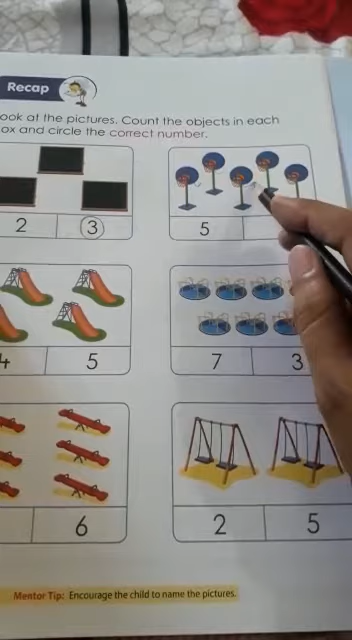 Recap
ook at the pictures. Count the objects in each
ox and circle the correct number.
2 3 5
4 5 7 3
6 2 5
Mentor Tip: Encourage the child to name the pictures.